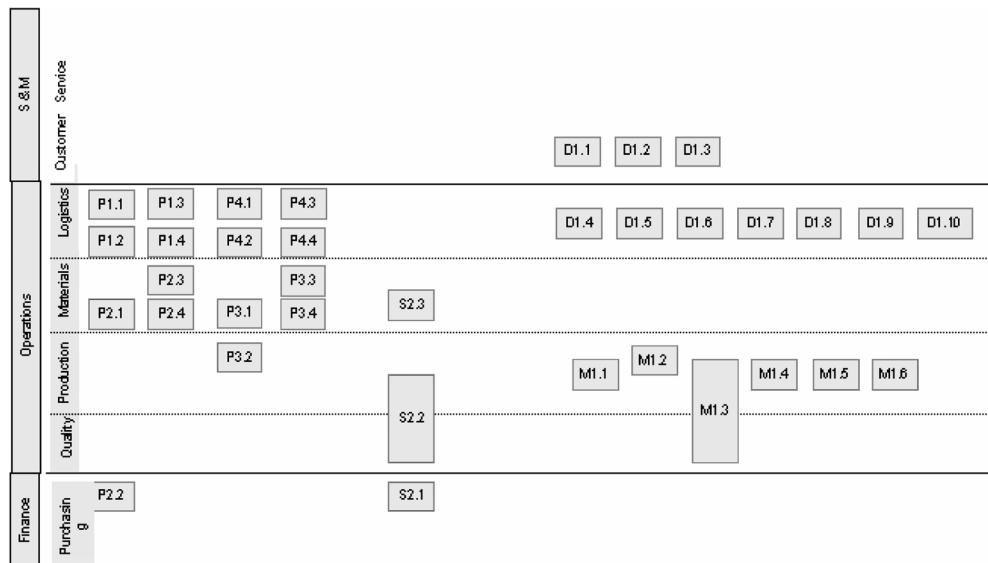 S & M
Customer Service
D1.1 D1.2 D1.3
Operations
Logistics
P1.1 P1.3 P4.1 P4.3
D1.4 D1.5 D1.6 D1.7 D1.8 D1.9 D1.10
P1.2 P1.4 P4.2 P4.4
Materials
P2.3 P3.3
P2.1 P2.4 P3.1 P3.4 S2.3
Production
P3.2 M1.1 M1.2 M1.3 M1.4 M1.5 M1.6
S2.2
Quality
Finance
Purchasin
g
P2.2 S2.1